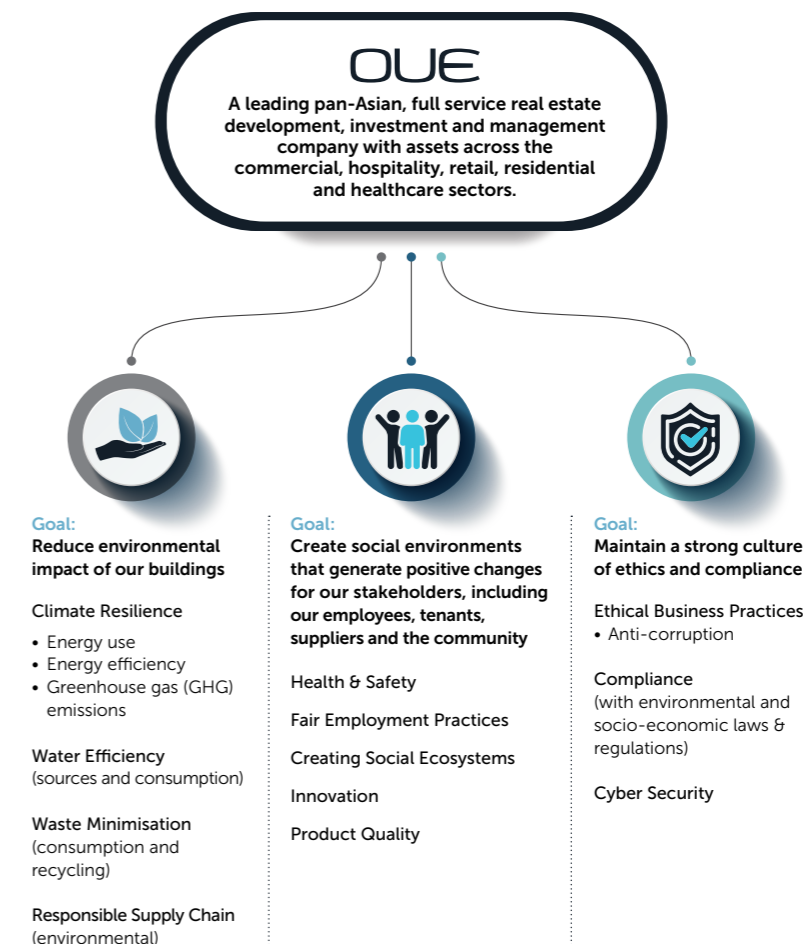 OUE
A leading pan-Asian, full service real estate
development, investment and management
company with assets across the
commercial, hospitality, retail, residential
and healthcare sectors.
Goal:
Reduce environmental
impact of our buildings
Climate Resilience
• Energy use
• Energy efficiency
• Greenhouse gas (GHG)
emissions
Water Efficiency
(sources and consumption)
Waste Minimisation
(consumption and
recycling)
Responsible Supply Chain
(environmental)
Goal:
Create social environments
that generate positive changes
for our stakeholders, including
our employees, tenants,
suppliers and the community
Health & Safety
Fair Employment Practices
Creating Social Ecosystems
Innovation
Product Quality
Goal:
Maintain a strong culture
of ethics and compliance
Ethical Business Practices
• Anti-corruption
Compliance
(with environmental and
socio-economic laws &
regulations)
Cyber Security